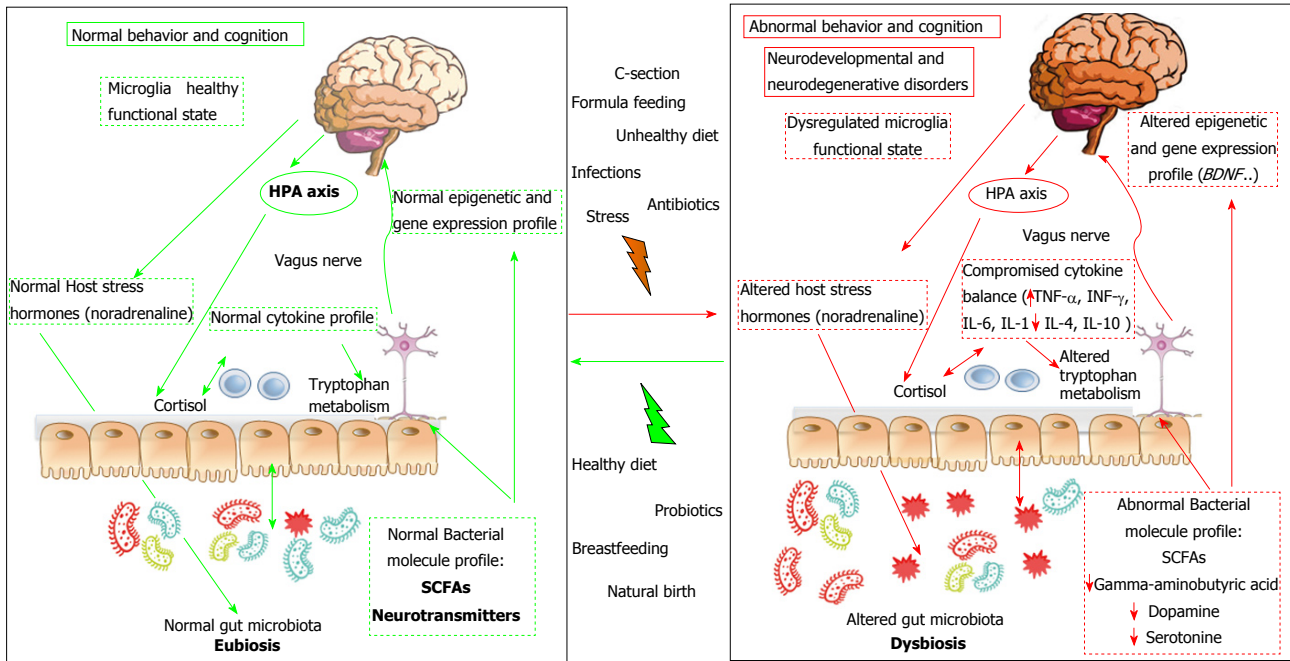 Normal behavior and cognition
Microglia healthy
functional state
HPA axis
Normal epigenetic and
gene expression profile
Vagus nerve
Normal Host stress
hormones (noradrenaline)
Normal cytokine profile
Cortisol
Tryptophan
metabolism
Normal Bacterial
molecule profile:
SCFAs
Neurotransmitters
Normal gut microbiota
Eubiosis
C-section
Formula feeding
Unhealthy diet
Infections
Antibiotics
Stress
Healthy diet
Probiotics
Breastfeeding
Natural birth
Abnormal behavior and cognition
Neurodevelopmental and
neurodegenerative disorders
Dysregulated microglia
functional state
Altered epigenetic
and gene expression
profile (BDNF..)
HPA axis
Vagus nerve
Altered host stress
hormones (noradrenaline)
Compromised cytokine
balance ( TNF-α, INF-γ,
IL-6, IL-1 IL-4, IL-10 )
Cortisol
Altered
tryptophan
metabolism
Abnormal Bacterial
molecule profile:
SCFAs
Gamma-aminobutyric acid
Dopamine
Serotonine
Altered gut microbiota
Dysbiosis